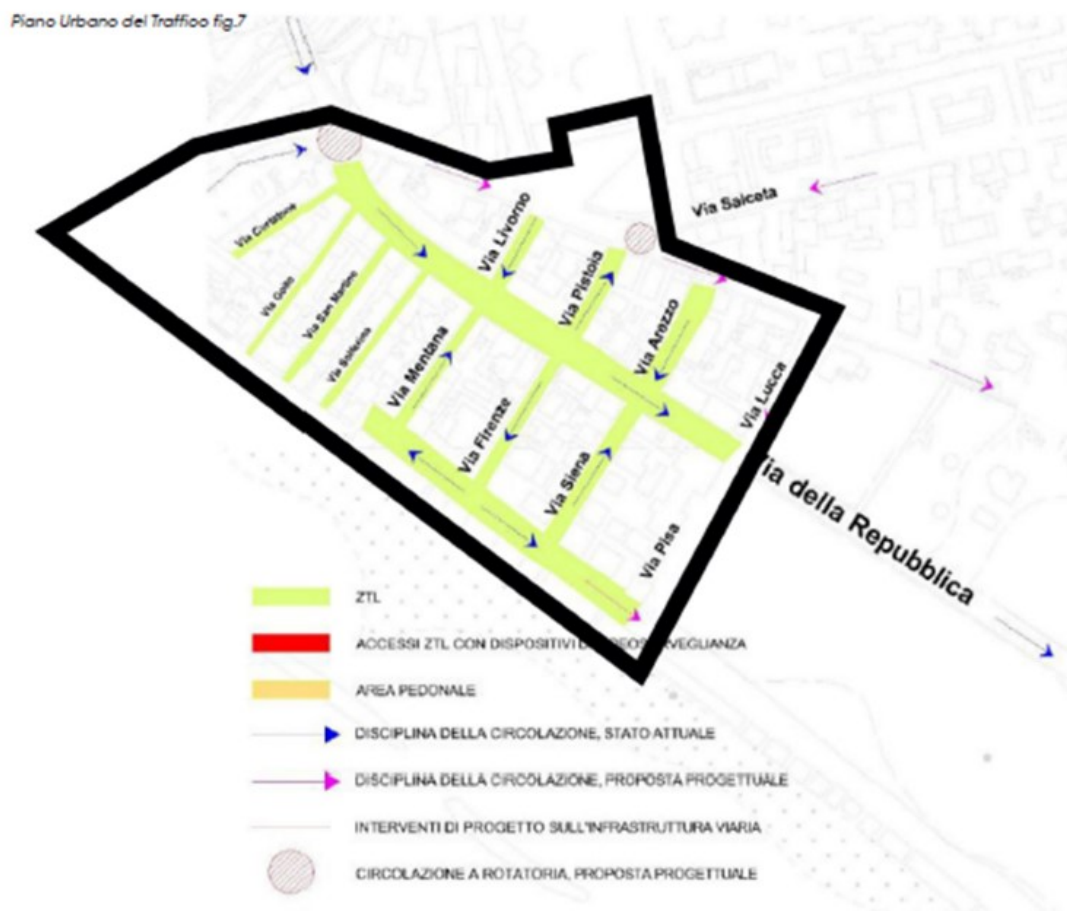 Piano Urbano del Traffico fig.7
Via Saiceta
Via Livorno
Via Curtatone
Via Pistoia
Via Goito
Via San Martino
Via Arezzo
Via Solferino
Via Mentana
Via Lucca
Via Firenze
Via Siena
Via della Repubblica
Via Pisa
ZTL
ACCESSI ZTL CON DISPOSITIVI
AREA PEDONALE
DISCIPLINA DELLA CIRCOLAZIONE, STATO ATTUALE
DISCIPLINA DELLA CIRCOLAZIONE, PROPOSTA PROGETTUALE
INTERVENTI DI PROGETTO SULL'INFRASTRUTTURA VIARIA
CIRCOLAZIONE A ROTATORIA, PROPOSTA PROGETTUALE